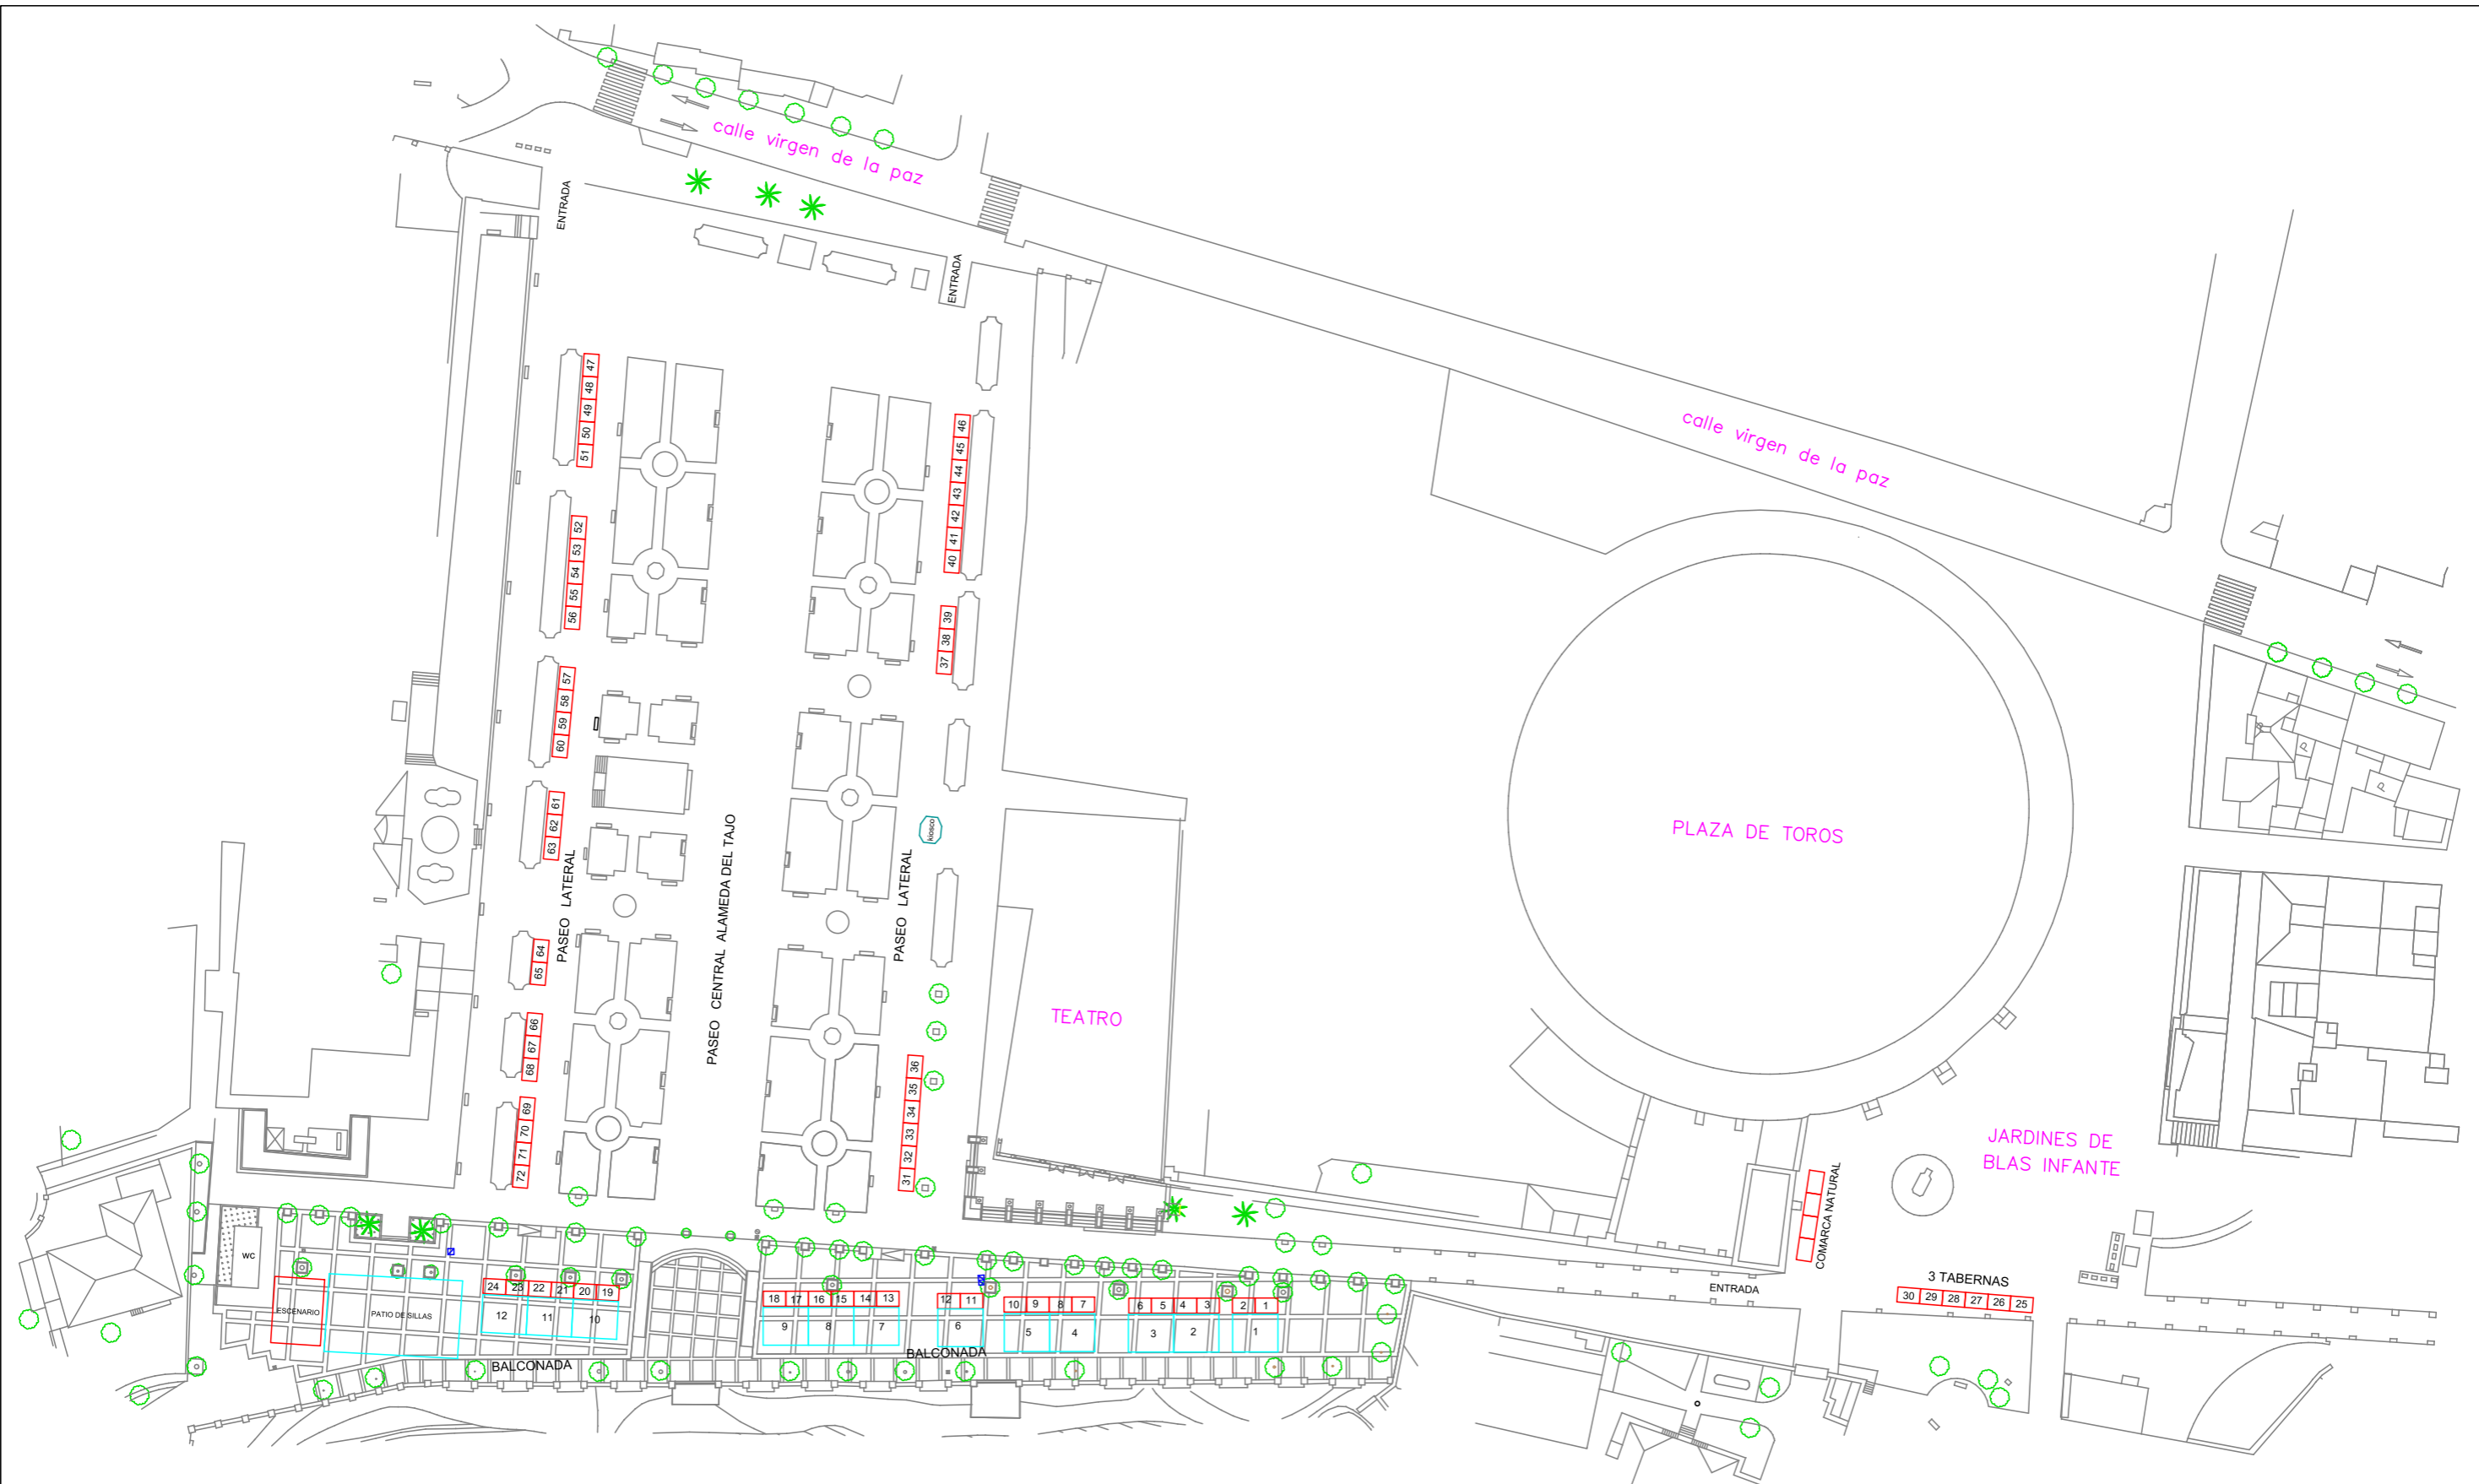 calle virgen de la paz
ENTRADA
ENTRADA
47
48
49
50
51
52
53
54
55
56
57
58
59
60
61
62
63
64
65
66
67
68
69
70
71
72
46
45
44
43
42
41
40
39
38
37
36
35
34
33
32
31
calle virgen de la paz
PASEO LATERAL
PASEO CENTRAL ALAMEDA DEL TAJO
PASEO LATERAL
kiosco
TEATRO
PLAZA DE TOROS
P
P
JARDINES DE
BLAS INFANTE
COMARCA NATURAL
ENTRADA
3 TABERNAS
30 29 28 27 26 25
WC
ESCENARIO
PATIO DE SILLAS
24 23 22 21 20 19
12 11 10
18 17 16 15 14 13
9 8 7
12 11
6
10 9 8 7
5 4
6 5 4 3 2 1
3 2 1
BALCONADA
BALCONADA